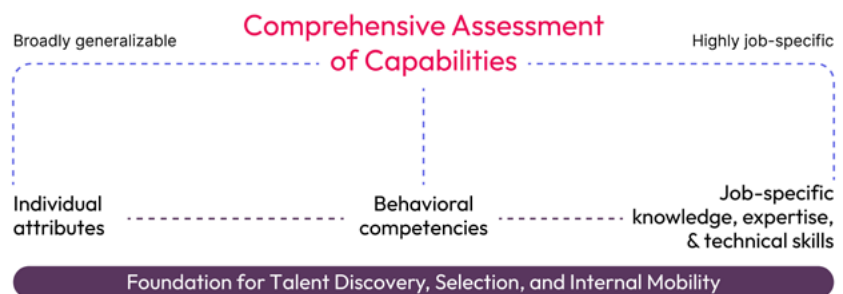 Comprehensive Assessment
of Capabilities
Broadly generalizable
Highly job-specific
Individual
attributes
Behavioral
competencies
Job-specific
knowledge, expertise,
& technical skills
Foundation for Talent Discovery, Selection, and Internal Mobility